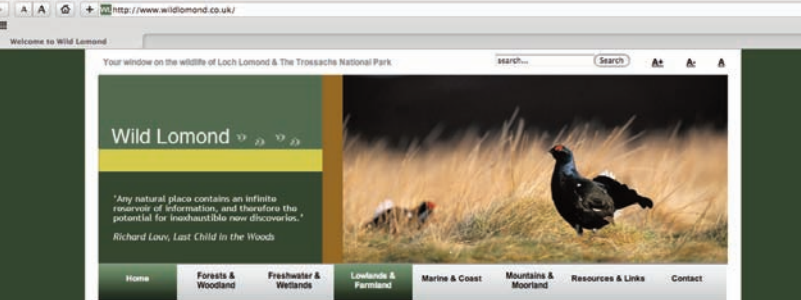 A A + http://www.wildlomond.co.uk/
Welcome to Wild Lomond
Your window on the wildlife of Loch Lomond & The Trossachs National Park
search... Search A+ A- A
Wild Lomond
'Any natural place contains an infinite
reservoir of information, and therefore the
potential for inexhaustible new discoveries.'
Richard Louv, Last Child in the Woods
Home Forests & Woodland Freshwater & Wetlands Lowlands & Farmland Marine & Coast Mountains & Moorland Resources & Links Contact